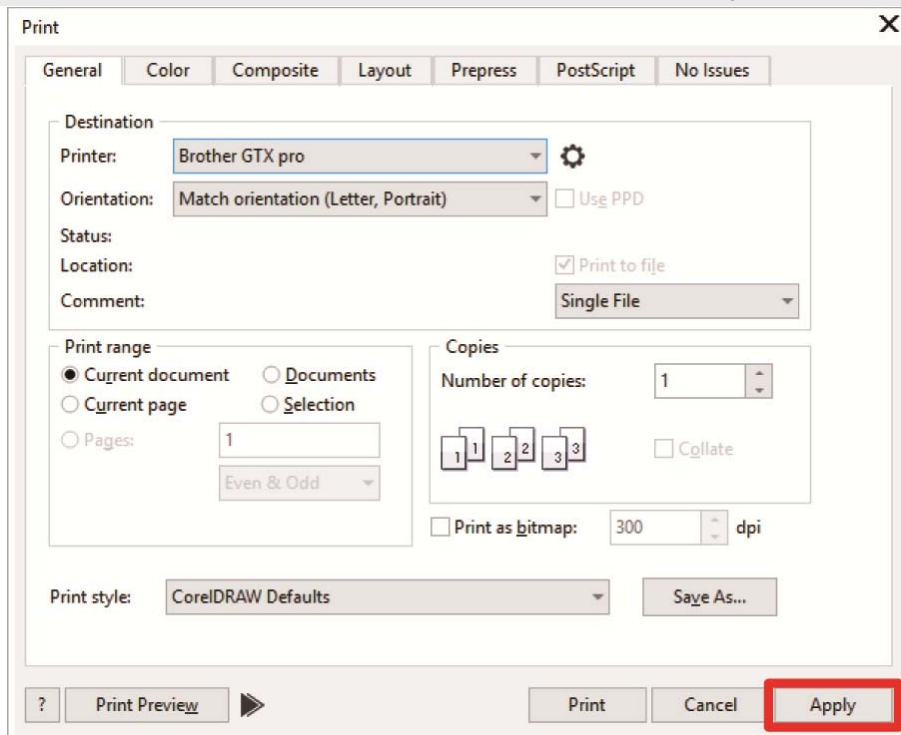 Print
General Color Composite Layout Prepress PostScript No Issues
Destination
Printer: Brother GTX pro
Orientation: Match orientation (Letter, Portrait) Use PPD
Status:
Location: Print to file
Comment: Single File
Print range
Current document Documents
Current page Selection
Pages: 1
Even & Odd
Copies
Number of copies: 1
1 1 2 2 3 3 Collate
Print as bitmap: 300 dpi
Print style: CorelDRAW Defaults Save As...
? Print Preview Print Cancel Apply